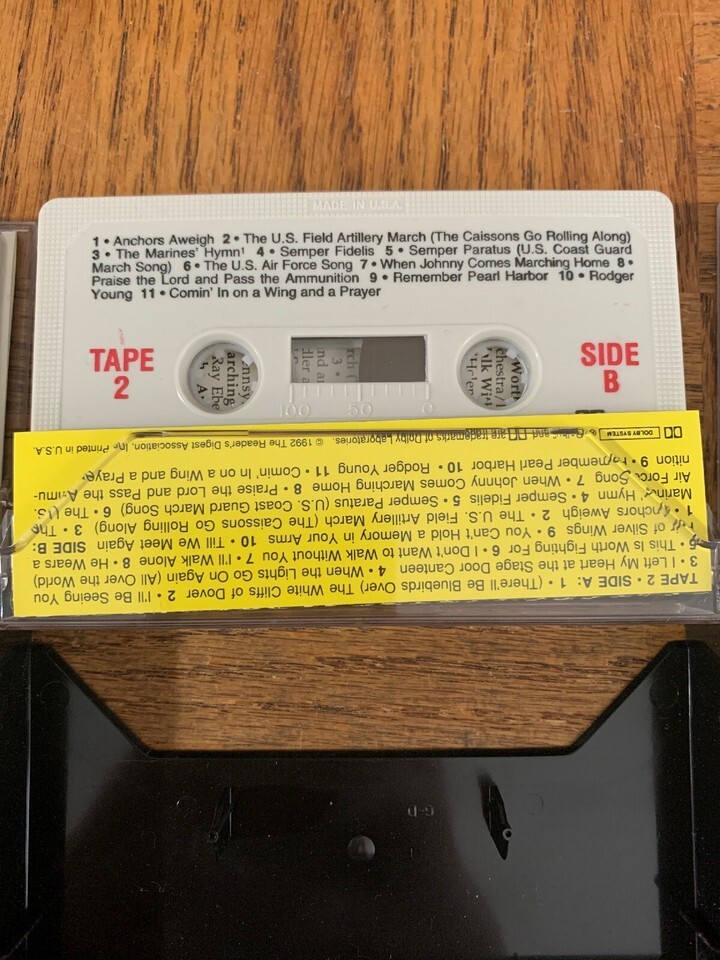 MADE IN U.S.A.
1 • Anchors Aweigh 2 • The U.S. Field Artillery March (The Caissons Go Rolling Along)
3 • The Marines' Hymn¹ 4 • Semper Fidelis 5 • Semper Paratus (U.S. Coast Guard
March Song) 6 • The U.S. Air Force Song 7 • When Johnny Comes Marching Home 8 •
Praise the Lord and Pass the Ammunition 9 • Remember Pearl Harbor 10 • Rodger
Young 11 • Comin' In on a Wing and a Prayer
TAPE
2
SIDE
B
100 50 0
TAPE 2 • SIDE A: 1 • (There'll Be Bluebirds Over) The White Cliffs of Dover 2 • I'll Be Seeing You
3 • I Left My Heart at the Stage Door Canteen 4 • When the Lights Go On Again (All Over the World)
5 • This Is Worth Fighting For 6 • I Don't Want to Walk Without You 7 • I'll Walk Alone 8 • He Wears a
of Silver Wings 9 • You Can't Hold a Memory in Your Arms 10 • Till We Meet Again SIDE B:
1 • Anchors Aweigh 2 • The U.S. Field Artillery March (The Caissons Go Rolling Along) 3 • The
Marines' Hymn 4 • Semper Fidelis 5 • Semper Paratus (U.S. Coast Guard March Song) 6 • The U.S.
Air Force Song 7 • When Johnny Comes Marching Home 8 • Praise the Lord and Pass the Ammu-
nition 9 • Remember Pearl Harbor 10 • Rodger Young 11 • Comin' In on a Wing and a Prayer
DOLBY SYSTEM and are trademarks of Dolby Laboratories. © 1992 The Reader's Digest Association, Inc. Printed in U.S.A.
G-D